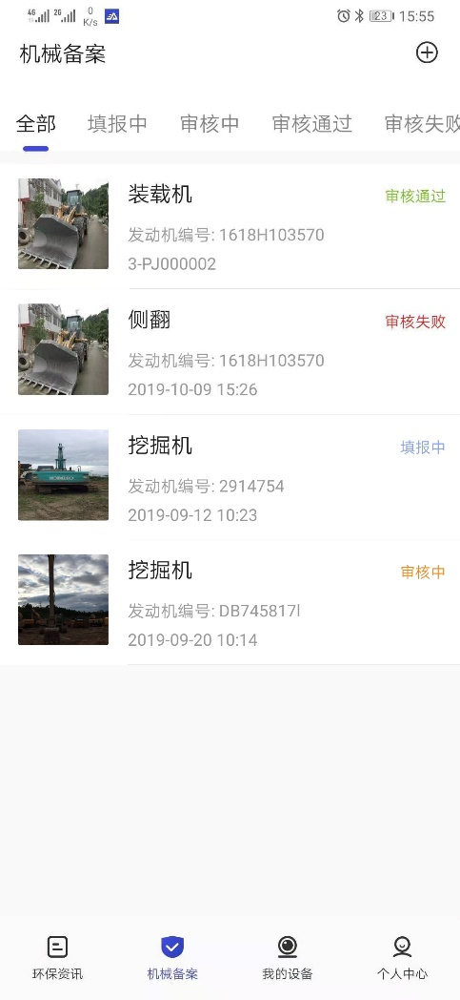 4G 2G 0 K/s 23 15:55
机械备案
全部 填报中 审核中 审核通过 审核失败
装载机 审核通过
发动机编号: 1618H103570
3-PJ000002
侧翻 审核失败
发动机编号: 1618H103570
2019-10-09 15:26
挖掘机 填报中
发动机编号: 2914754
2019-09-12 10:23
挖掘机 审核中
发动机编号: DB745817l
2019-09-20 10:14
环保资讯 机械备案 我的设备 个人中心